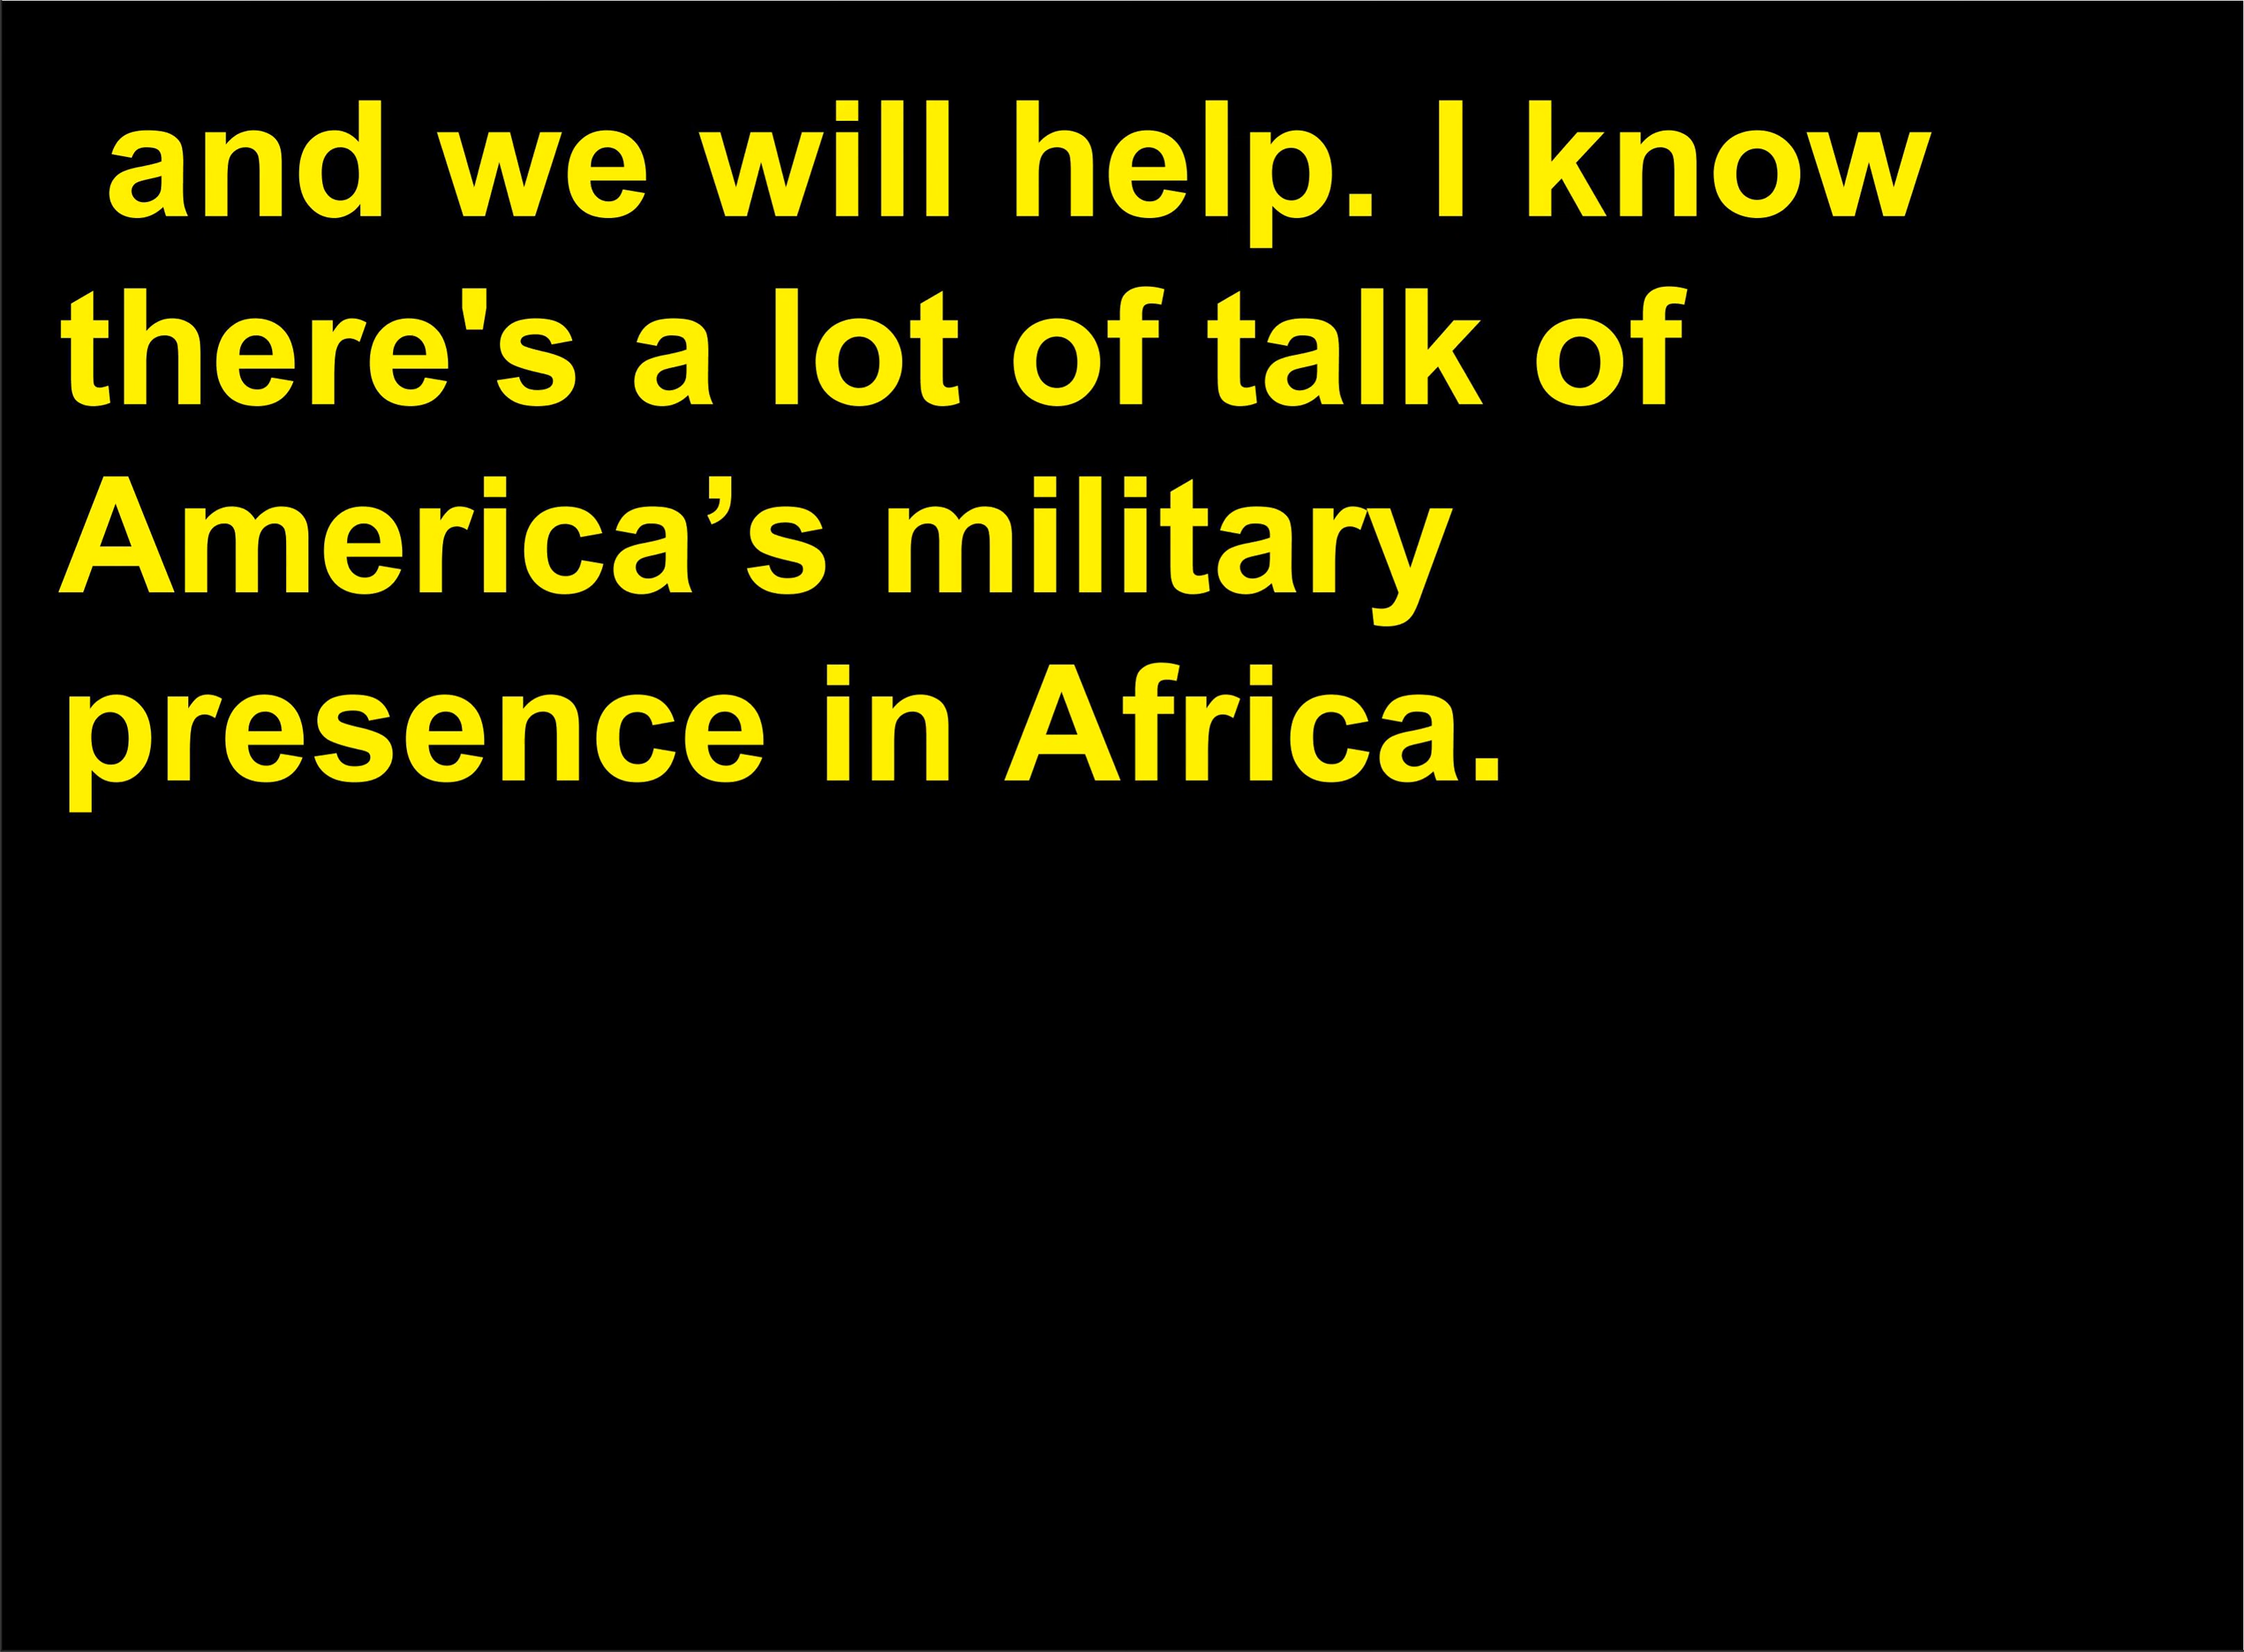 and we will help. I know
there's a lot of talk of
America’s military
presence in Africa.